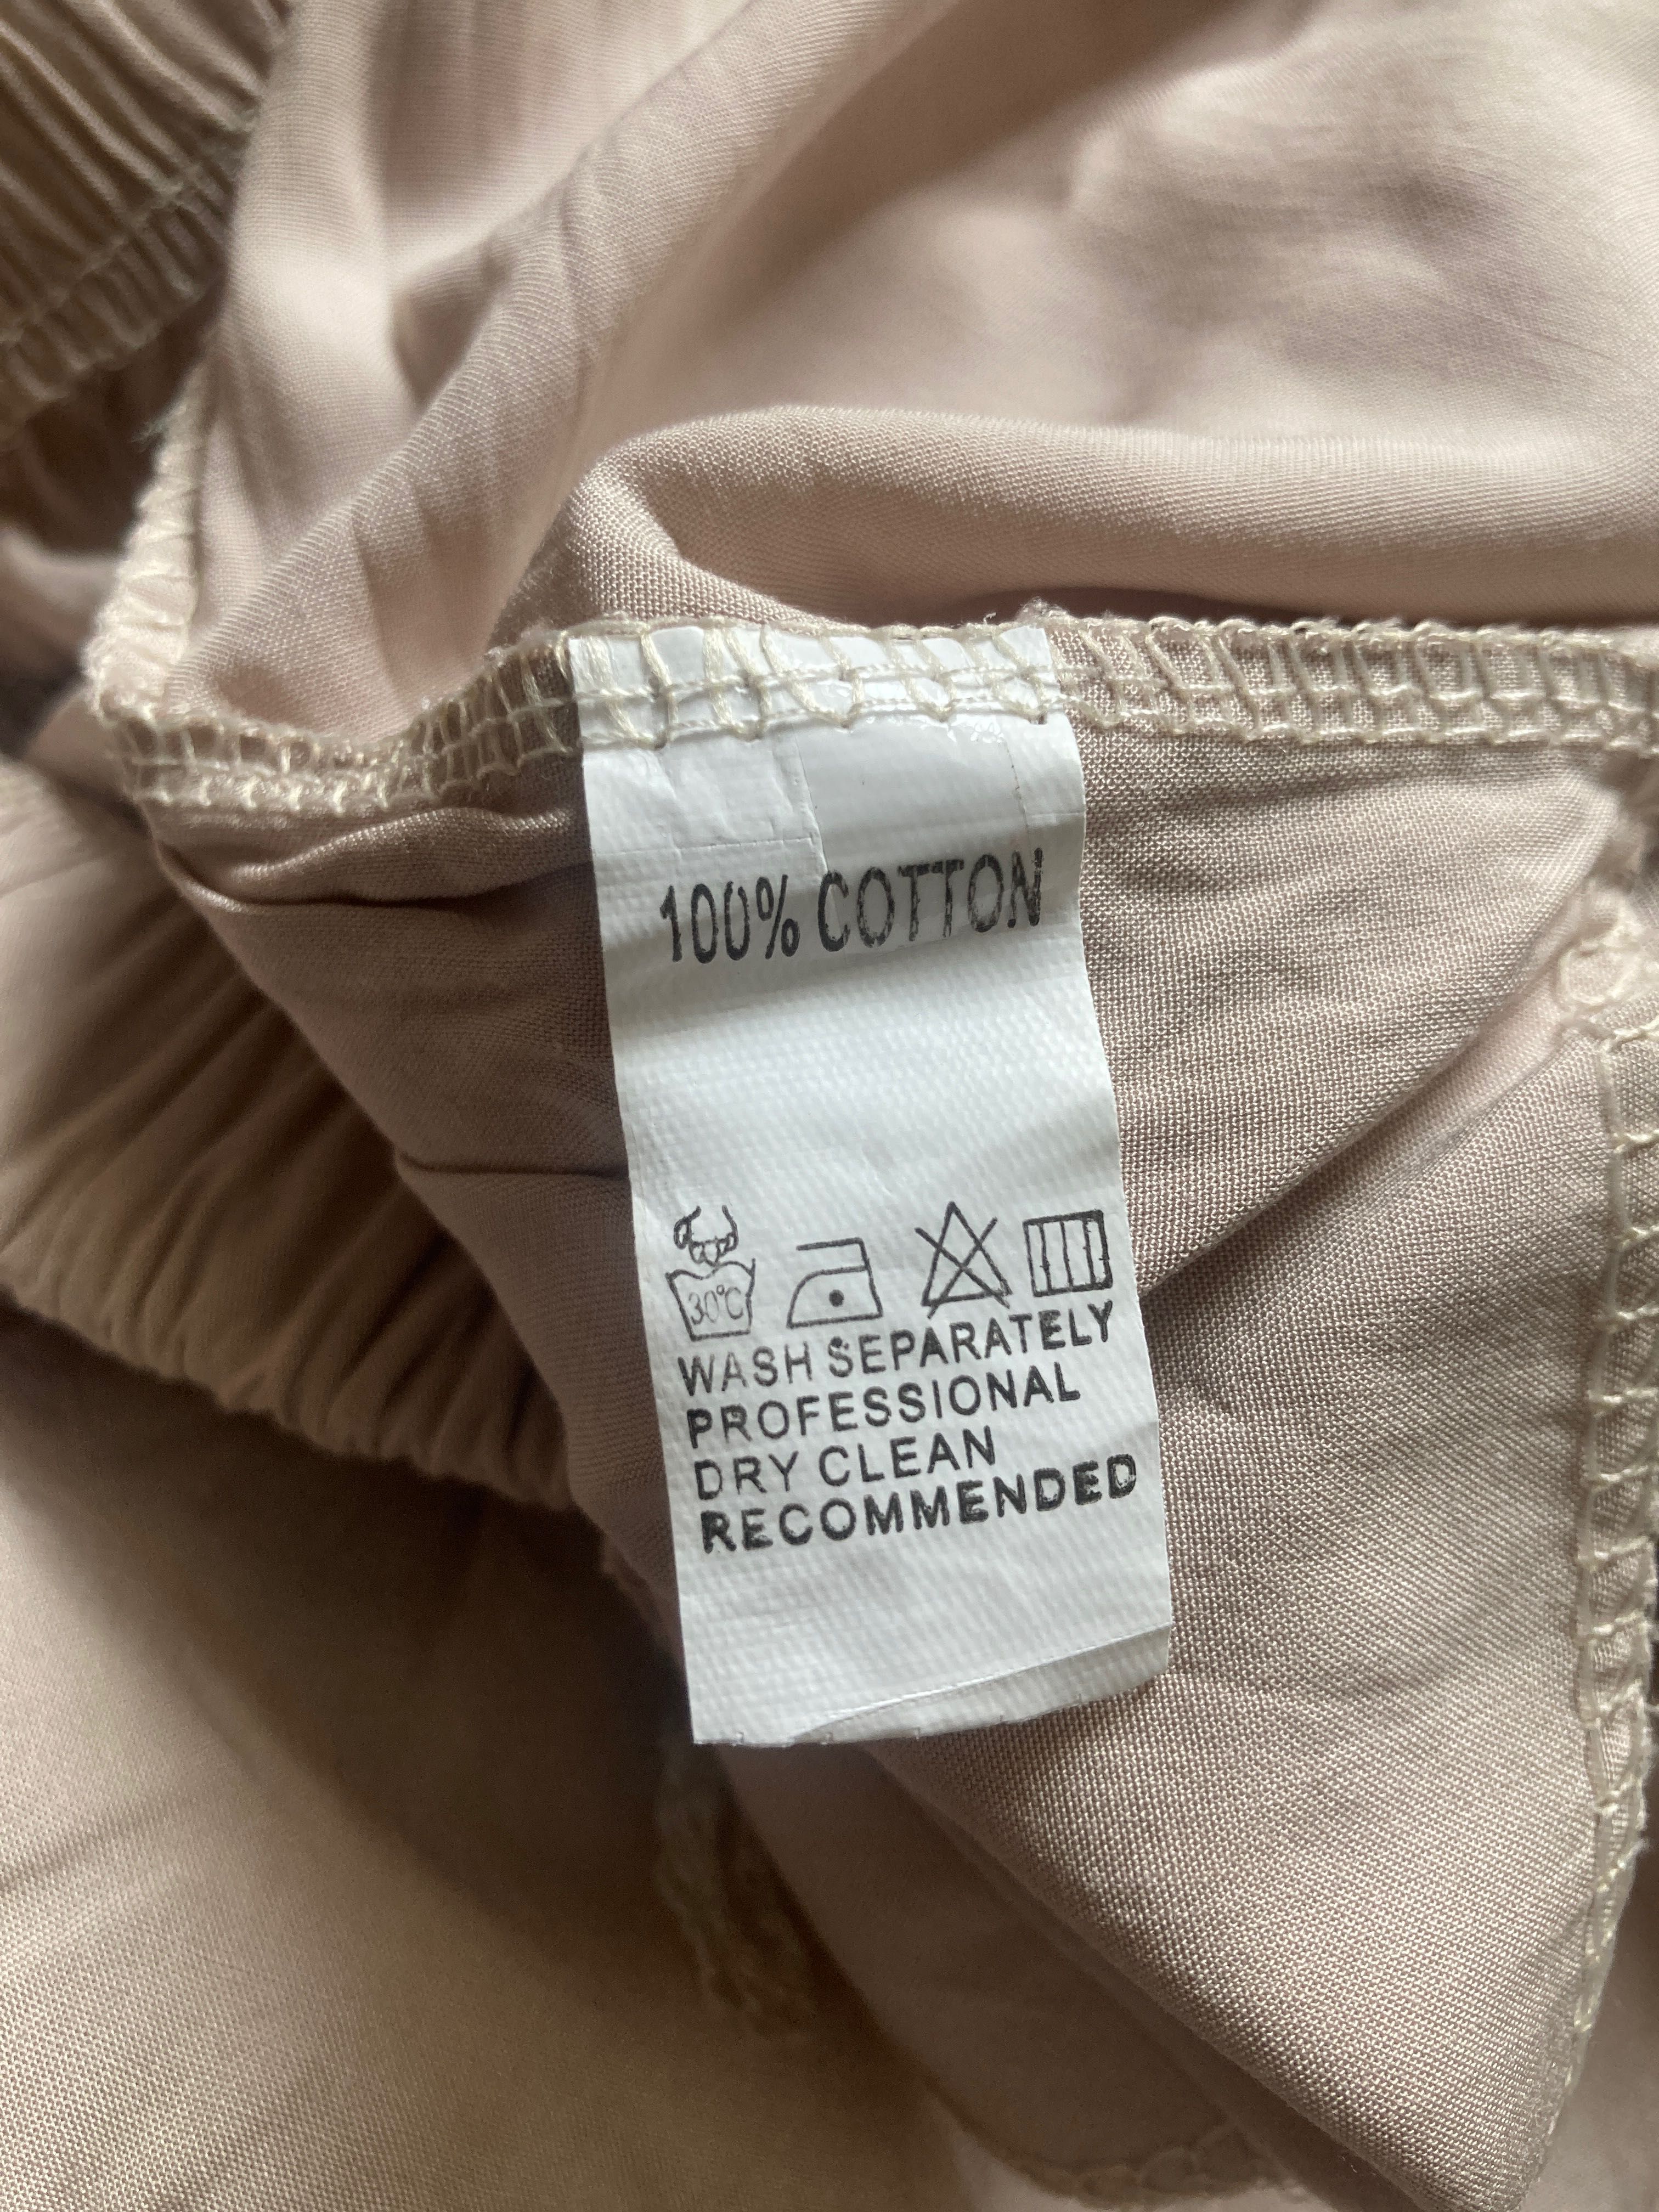 100% COTTON
30°C
WASH SEPARATELY
PROFESSIONAL
DRY CLEAN
RECOMMENDED